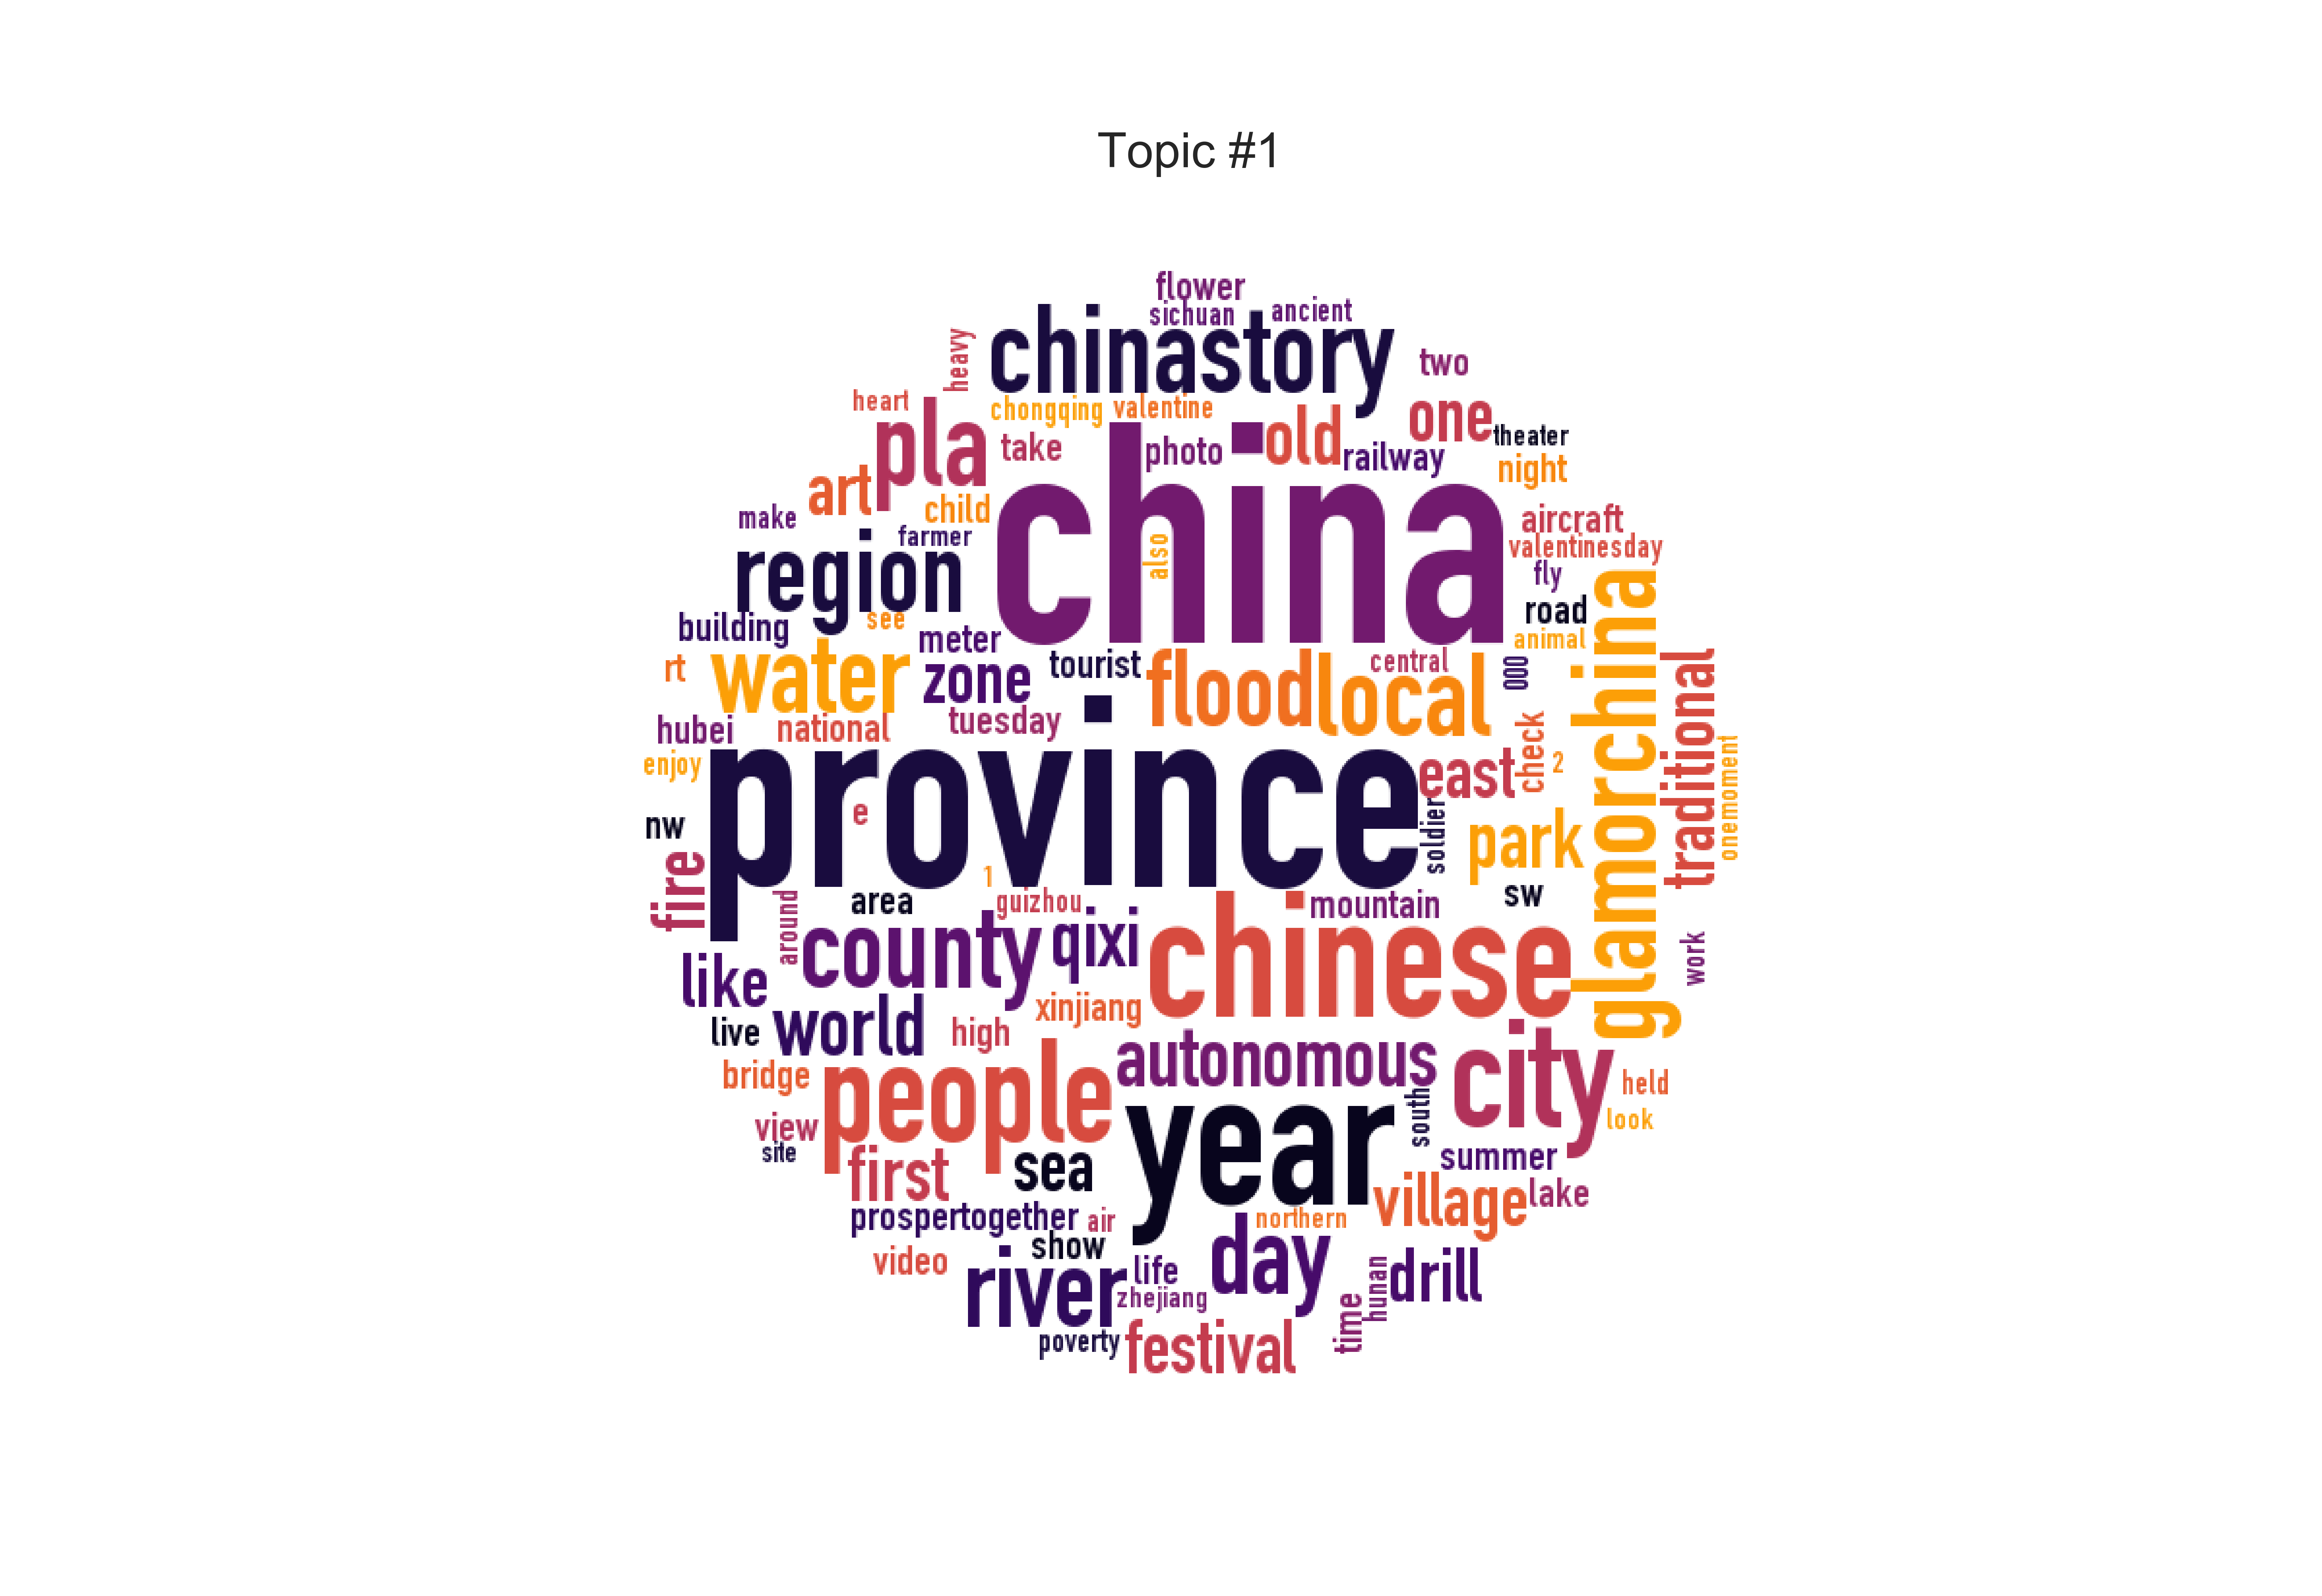 Topic #1
flower
sichuan
ancient
chinastory
heavy
two
heart
chongqing
valentine
one
pla
take
photo
old
railway
theater
night
art
child
china
make
farmer
also
aircraft
valentinesday
region
fly
see
road
building
meter
animal
glamorchina
rt
water
zone
tourist
flood
local
central
000
traditional
hubei
national
tuesday
check
onemoment
enjoy
province
east
2
nw
e
soldier
park
fire
1
area
guizhou
mountain
sw
around
county
qixi
chinese
work
like
xinjiang
live
world
high
autonomous
city
bridge
people
held
view
year
south
look
site
first
sea
summer
village
lake
prospertogether
air
northern
video
show
day
river
life
hunan
drill
zhejiang
time
poverty
festival